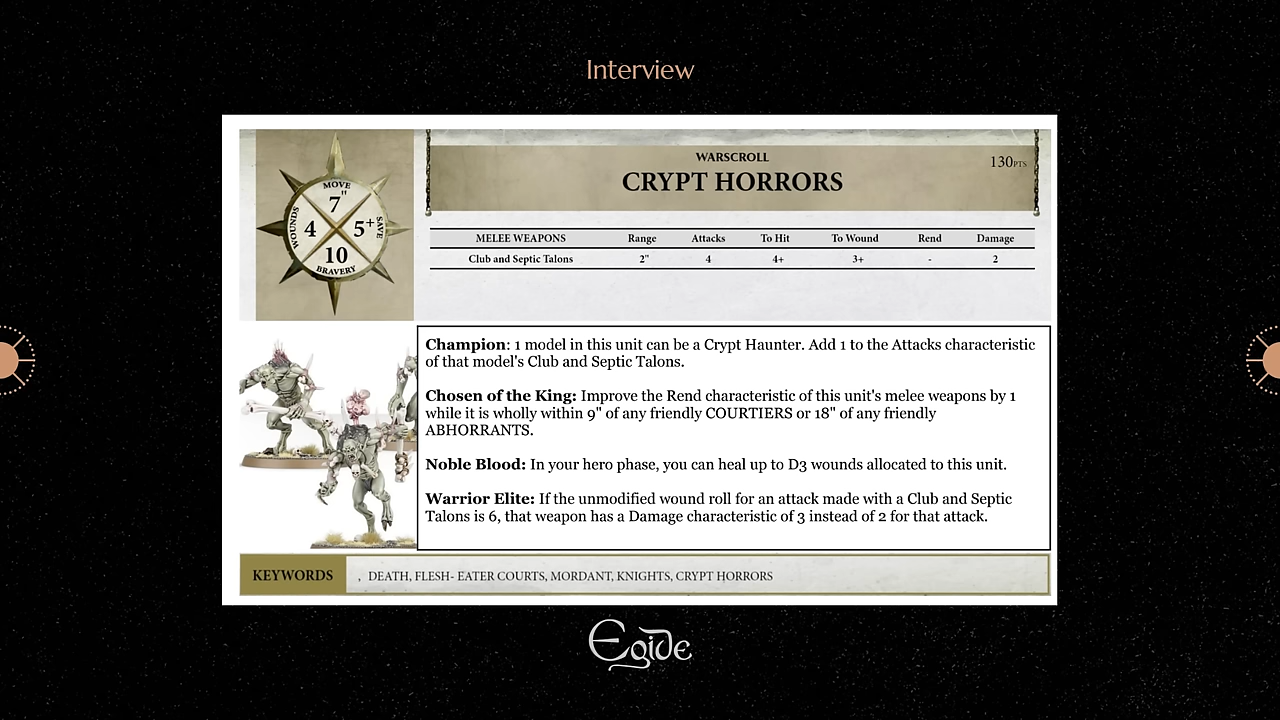 Interview
WARSCROLL
CRYPT HORRORS
130PTS
MOVE
7"
WOUNDS
4
5+
SAVE
10
BRAVERY
MELEE WEAPONS Range Attacks To Hit To Wound Rend Damage
Club and Septic Talons 2" 4 4+ 3+ - 2
Champion: 1 model in this unit can be a Crypt Haunter. Add 1 to the Attacks characteristic
of that model's Club and Septic Talons.
Chosen of the King: Improve the Rend characteristic of this unit's melee weapons by 1
while it is wholly within 9" of any friendly COURTIERS or 18" of any friendly
ABHORRANTS.
Noble Blood: In your hero phase, you can heal up to D3 wounds allocated to this unit.
Warrior Elite: If the unmodified wound roll for an attack made with a Club and Septic
Talons is 6, that weapon has a Damage characteristic of 3 instead of 2 for that attack.
KEYWORDS , DEATH, FLESH- EATER COURTS, MORDANT, KNIGHTS, CRYPT HORRORS
Egide